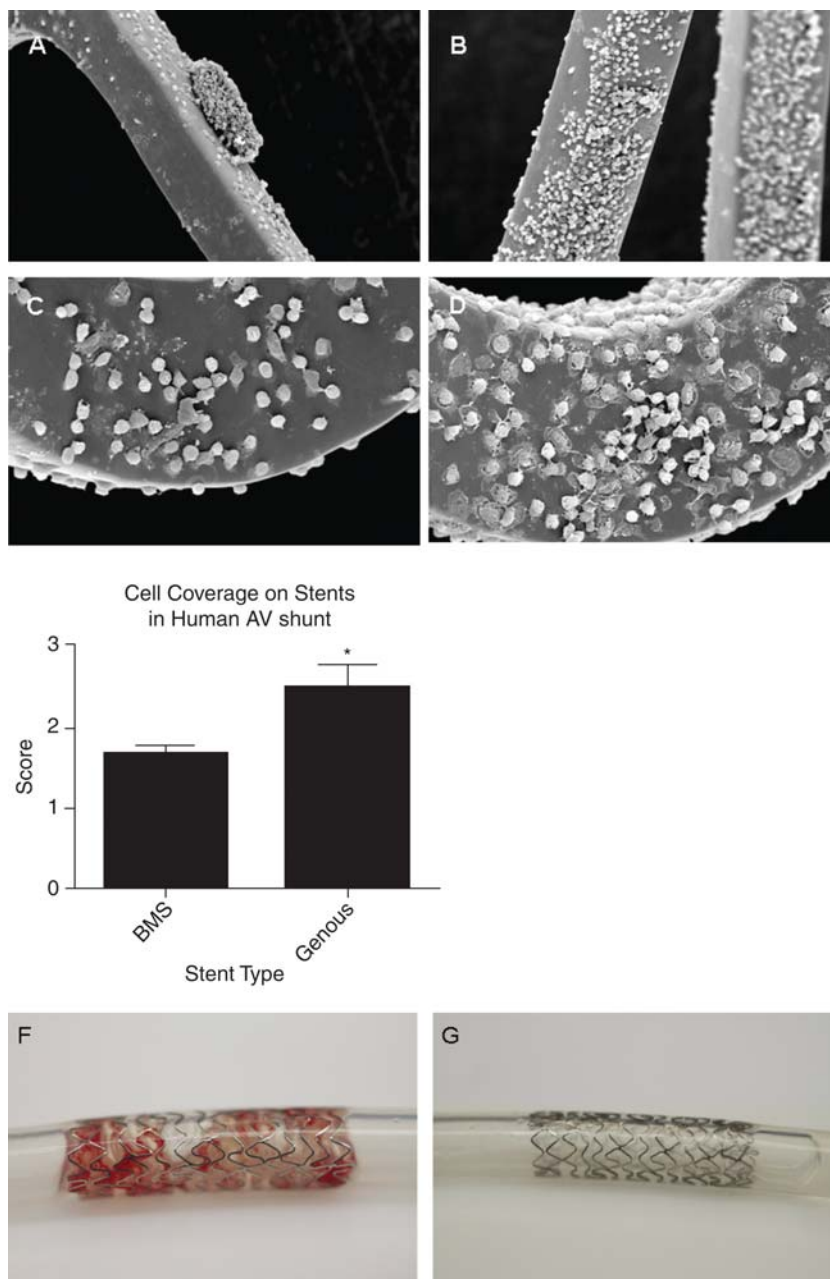 A
B
C
D
Cell Coverage on Stents
in Human AV shunt
3
2
1
0
Score
*
BMS
Genous
Stent Type
F
G